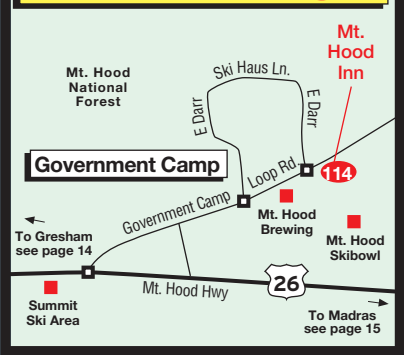 Mt.
Hood
Inn
Mt. Hood
National
Forest
Ski Haus Ln.
E Darr
E Darr
Government Camp
Loop Rd.
114
Government Camp
Mt. Hood
Brewing
To Gresham
see page 14
Mt. Hood
Skibowl
26
Mt. Hood Hwy
Summit
Ski Area
To Madras
see page 15